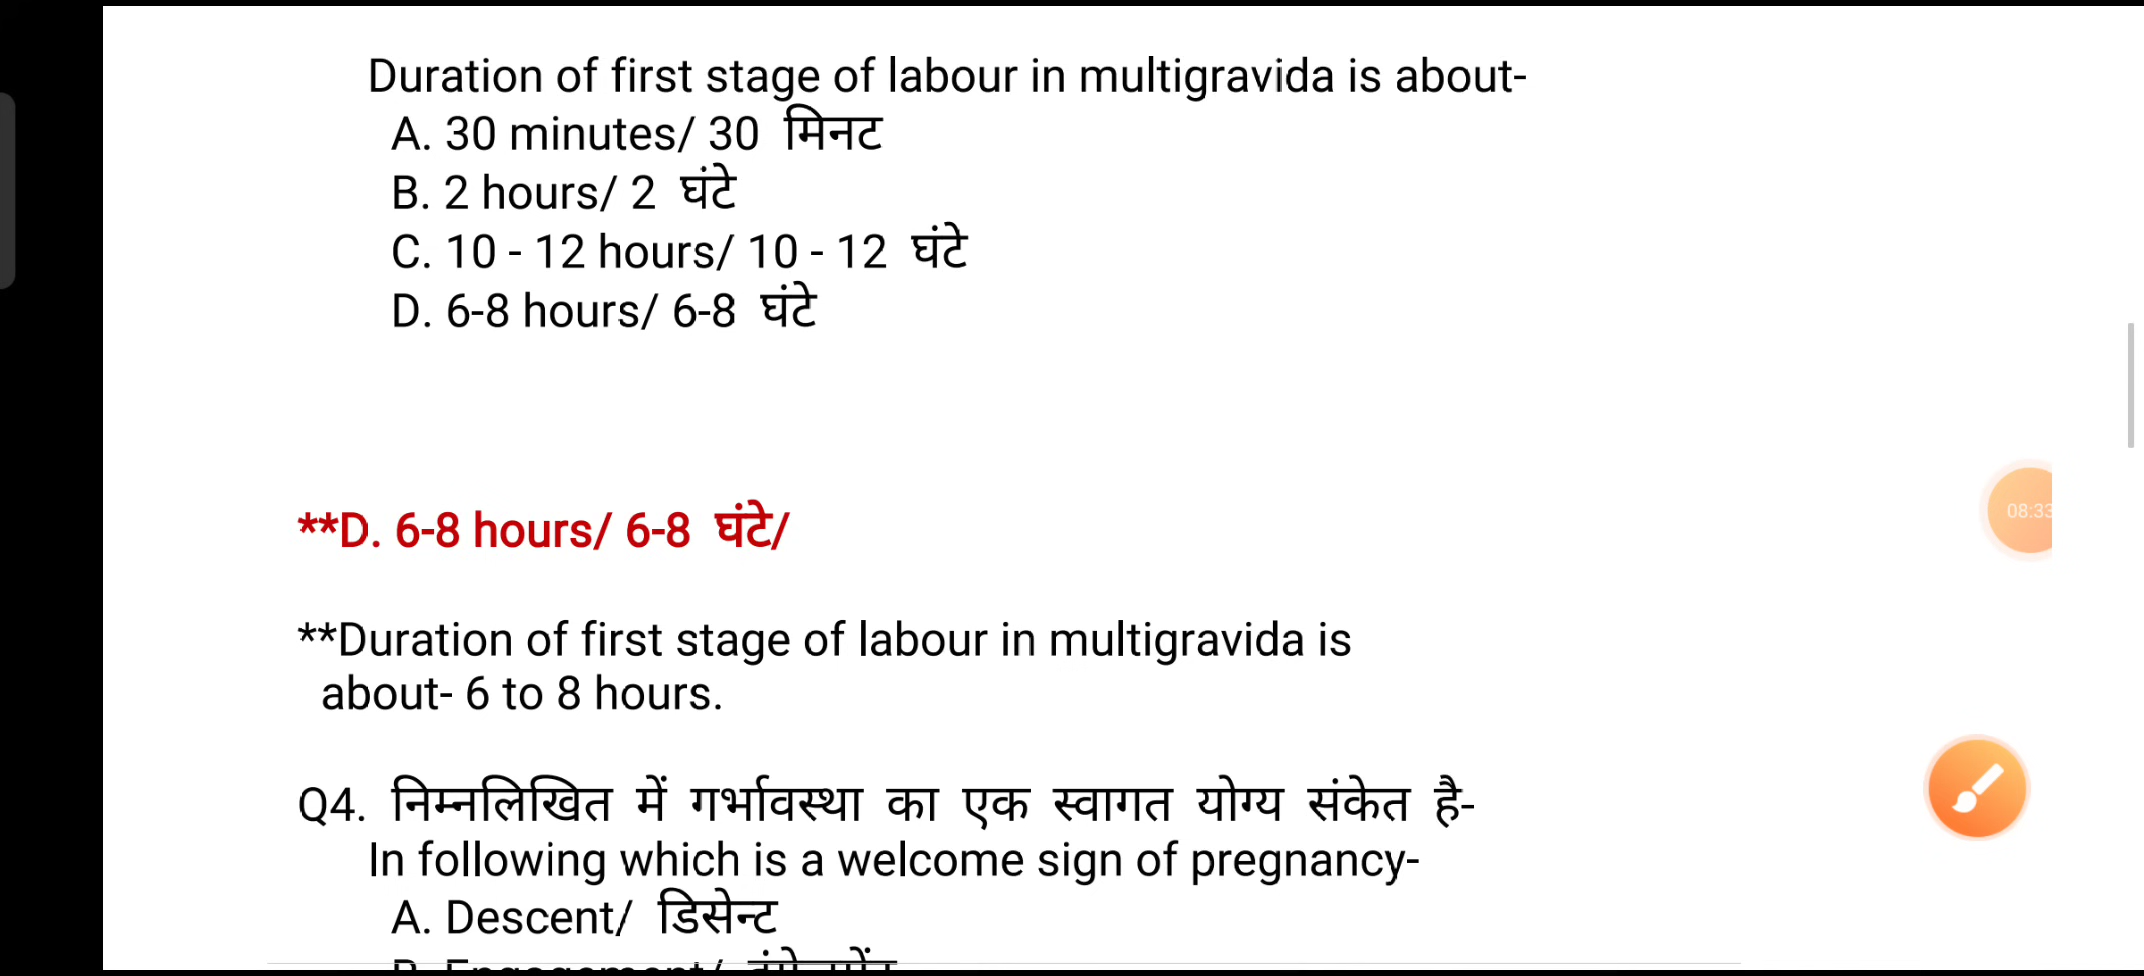 Duration of first stage of labour in multigravida is about-
A. 30 minutes/ 30 मिनट
B. 2 hours/ 2 घंटे
C. 10 - 12 hours/ 10 - 12 घंटे
D. 6-8 hours/ 6-8 घंटे
**D. 6-8 hours/ 6-8 घंटे/
08:33
**Duration of first stage of labour in multigravida is
about- 6 to 8 hours.
Q4. निम्नलिखित में गर्भावस्था का एक स्वागत योग्य संकेत है-
In following which is a welcome sign of pregnancy-
A. Descent/ डिसेन्ट